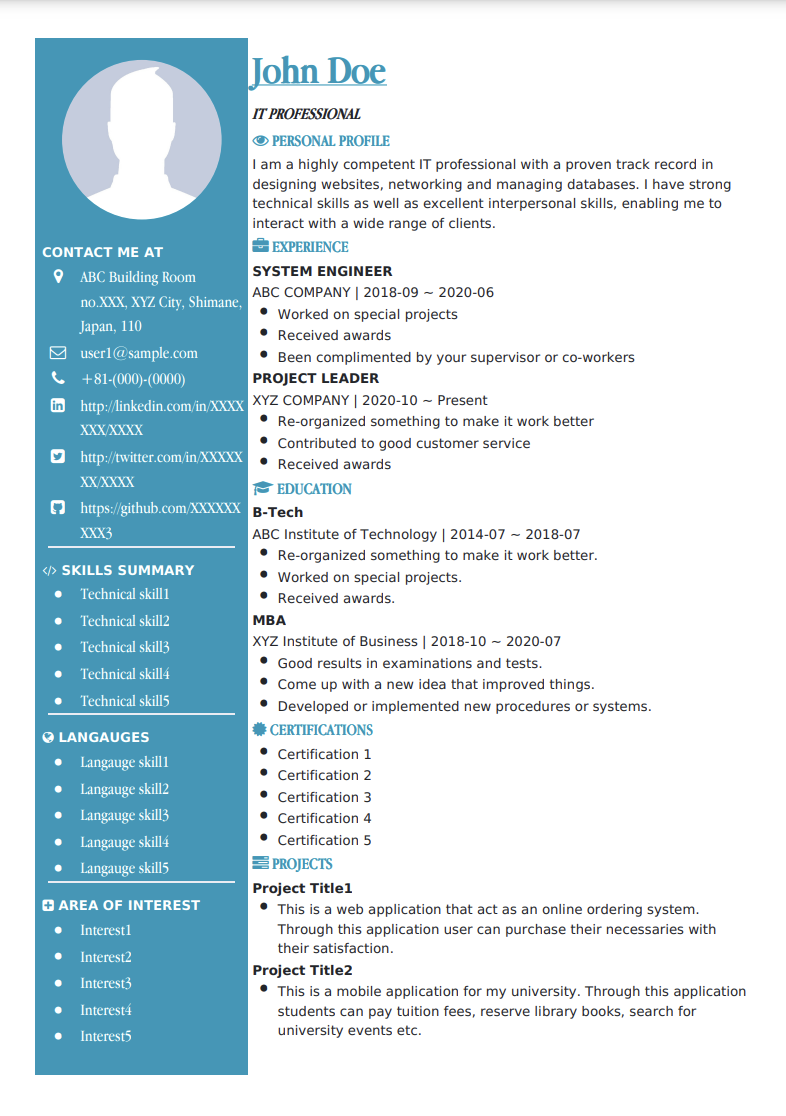 John Doe
IT PROFESSIONAL
PERSONAL PROFILE
I am a highly competent IT professional with a proven track record in
designing websites, networking and managing databases. I have strong
technical skills as well as excellent interpersonal skills, enabling me to
interact with a wide range of clients.
EXPERIENCE
SYSTEM ENGINEER
ABC COMPANY | 2018-09 ~ 2020-06
Worked on special projects
Received awards
Been complimented by your supervisor or co-workers
PROJECT LEADER
XYZ COMPANY | 2020-10 ~ Present
Re-organized something to make it work better
Contributed to good customer service
Received awards
EDUCATION
B-Tech
ABC Institute of Technology | 2014-07 ~ 2018-07
Re-organized something to make it work better.
Worked on special projects.
Received awards.
MBA
XYZ Institute of Business | 2018-10 ~ 2020-07
Good results in examinations and tests.
Come up with a new idea that improved things.
Developed or implemented new procedures or systems.
CERTIFICATIONS
Certification 1
Certification 2
Certification 3
Certification 4
Certification 5
PROJECTS
Project Title1
This is a web application that act as an online ordering system.
Through this application user can purchase their necessaries with
their satisfaction.
Project Title2
This is a mobile application for my university. Through this application
students can pay tuition fees, reserve library books, search for
university events etc.
CONTACT ME AT
ABC Building Room
no.XXX, XYZ City, Shimane,
Japan, 110
user1@sample.com
+81-(000)-(0000)
http://linkedin.com/in/XXXX
XXX/XXXX
http://twitter.com/in/XXXXX
XX/XXXX
https://github.com/XXXXXX
XXX3
SKILLS SUMMARY
Technical skill1
Technical skill2
Technical skill3
Technical skill4
Technical skill5
LANGAUGES
Langauge skill1
Langauge skill2
Langauge skill3
Langauge skill4
Langauge skill5
AREA OF INTEREST
Interest1
Interest2
Interest3
Interest4
Interest5